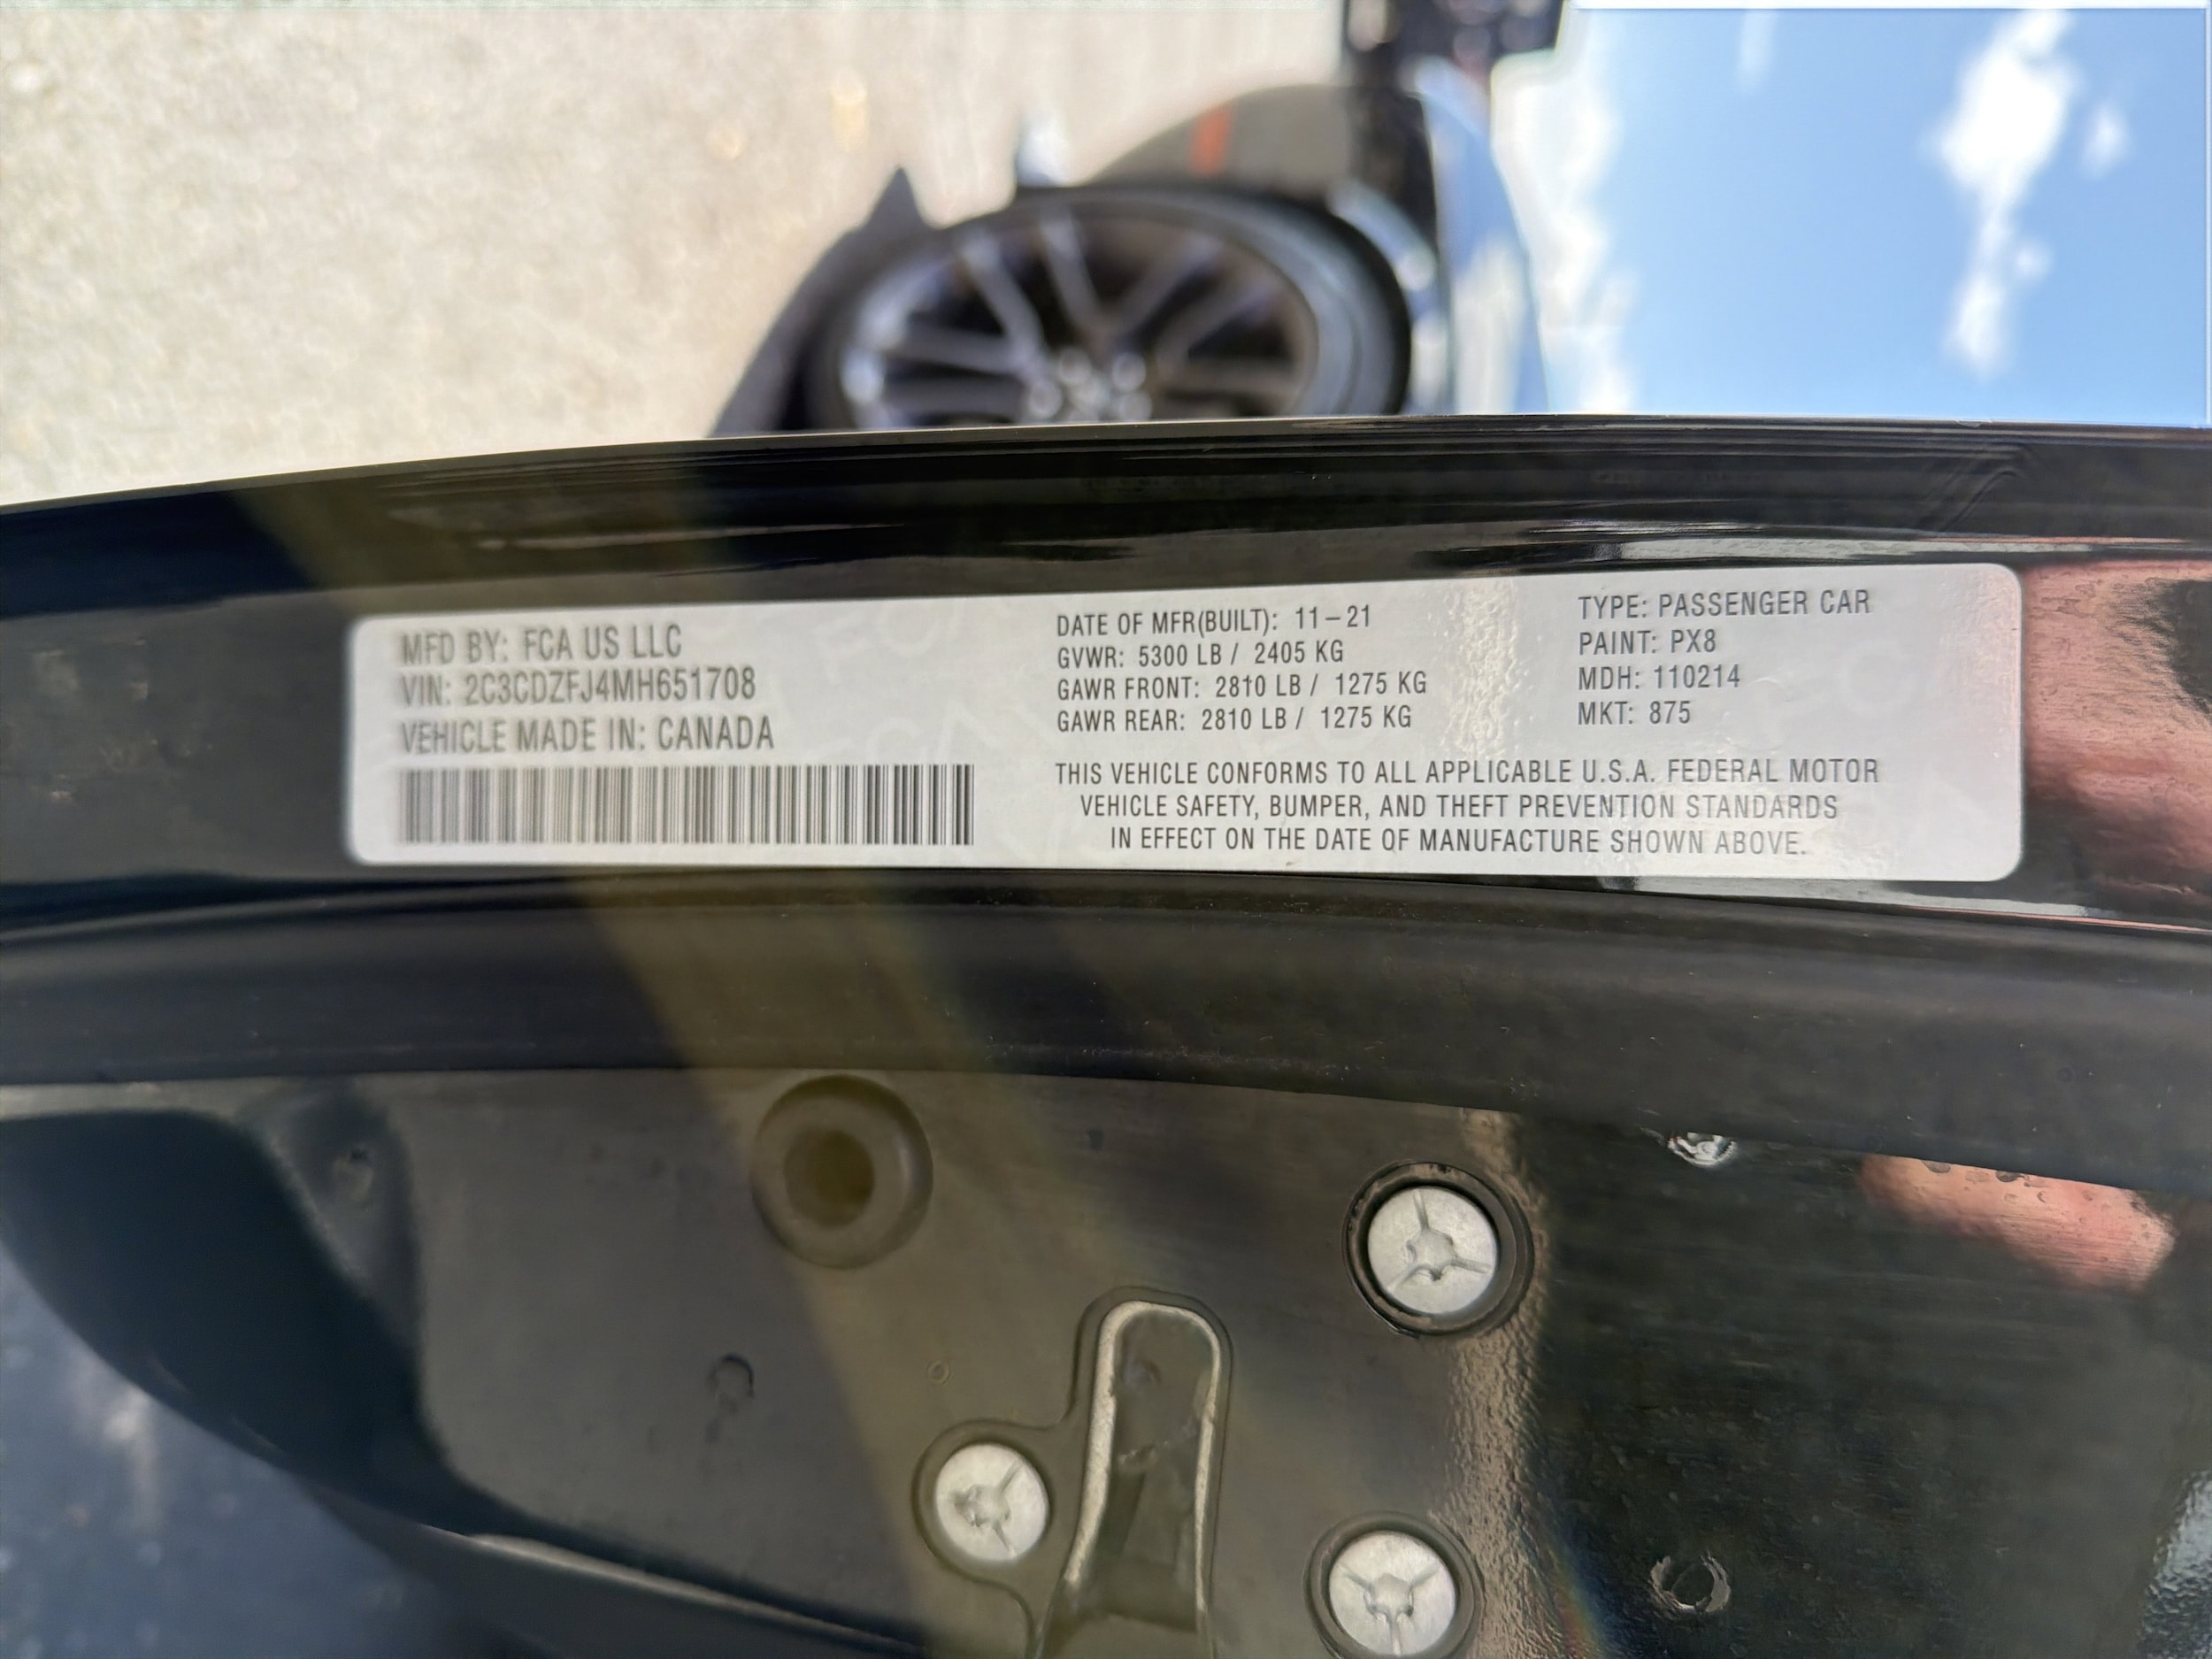 MFD BY: FCA US LLC
VIN: 2C3CDZFJ4MH651708
VEHICLE MADE IN: CANADA
DATE OF MFR(BUILT): 11-21
GVWR: 5300 LB / 2405 KG
GAWR FRONT: 2810 LB / 1275 KG
GAWR REAR: 2810 LB / 1275 KG
TYPE: PASSENGER CAR
PAINT: PX8
MDH: 110214
MKT: 875
THIS VEHICLE CONFORMS TO ALL APPLICABLE U.S.A. FEDERAL MOTOR
VEHICLE SAFETY, BUMPER, AND THEFT PREVENTION STANDARDS
IN EFFECT ON THE DATE OF MANUFACTURE SHOWN ABOVE.